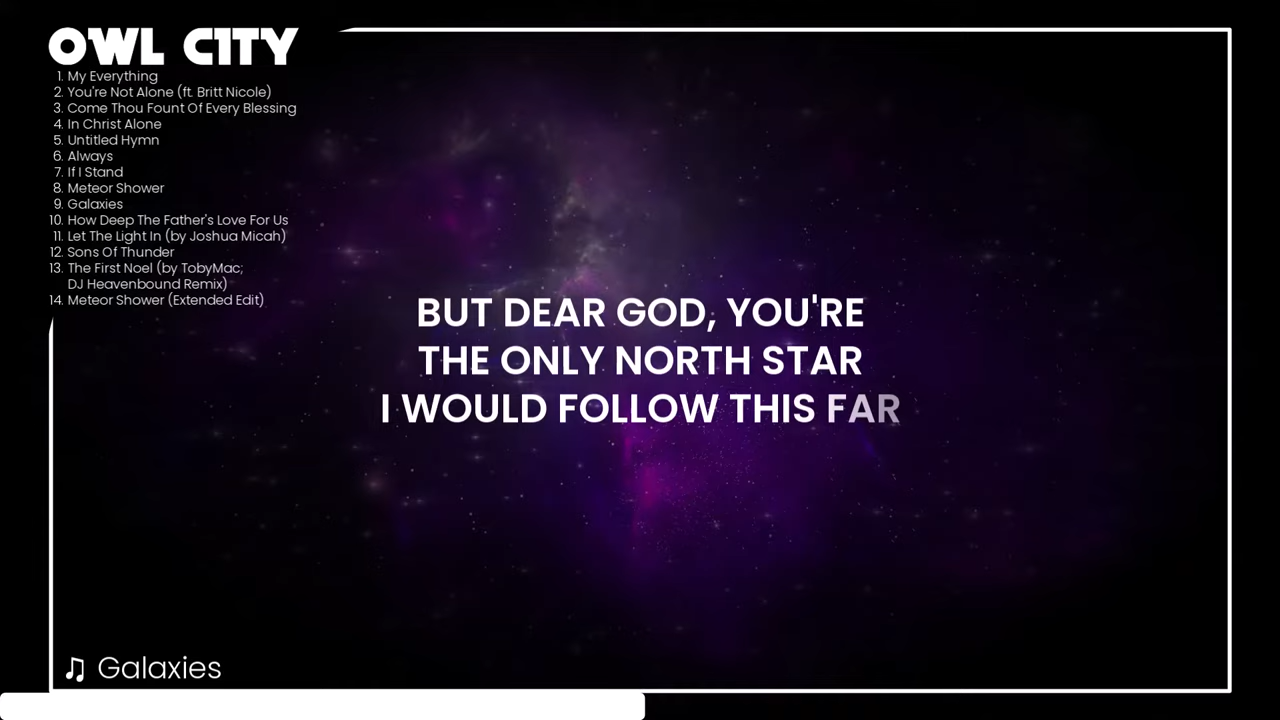 OWL CITY
1. My Everything
2. You're Not Alone (ft. Britt Nicole)
3. Come Thou Fount Of Every Blessing
4. In Christ Alone
5. Untitled Hymn
6. Always
7. If I Stand
8. Meteor Shower
9. Galaxies
10. How Deep The Father's Love For Us
11. Let The Light In (by Joshua Micah)
12. Sons Of Thunder
13. The First Noel (by TobyMac;
DJ Heavenbound Remix)
14. Meteor Shower (Extended Edit)
BUT DEAR GOD, YOU'RE
THE ONLY NORTH STAR
I WOULD FOLLOW THIS FAR
♫ Galaxies